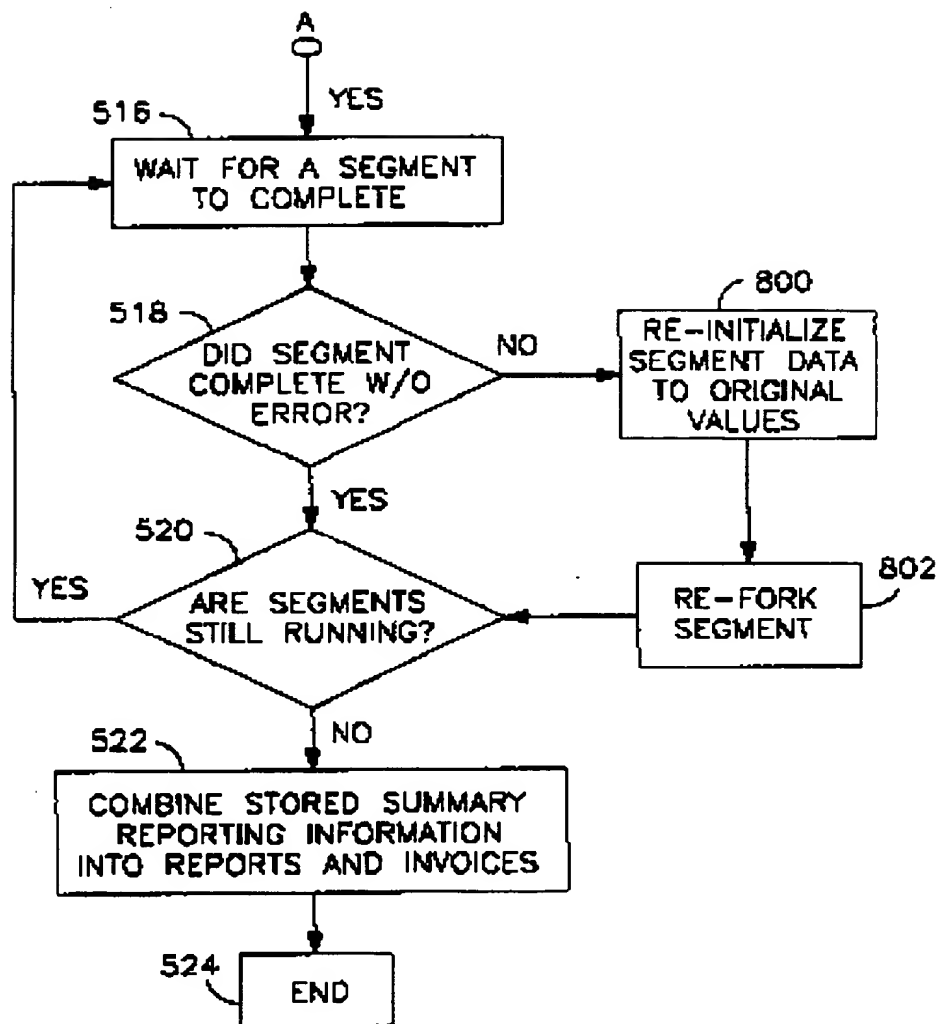 A
YES
516
WAIT FOR A SEGMENT
TO COMPLETE
518
DID SEGMENT
COMPLETE W/O
ERROR?
NO
800
RE-INITIALIZE
SEGMENT DATA
TO ORIGINAL
VALUES
YES
520
YES
ARE SEGMENTS
STILL RUNNING?
RE-FORK
SEGMENT
802
NO
522
COMBINE STORED SUMMARY
REPORTING INFORMATION
INTO REPORTS AND INVOICES
524
END